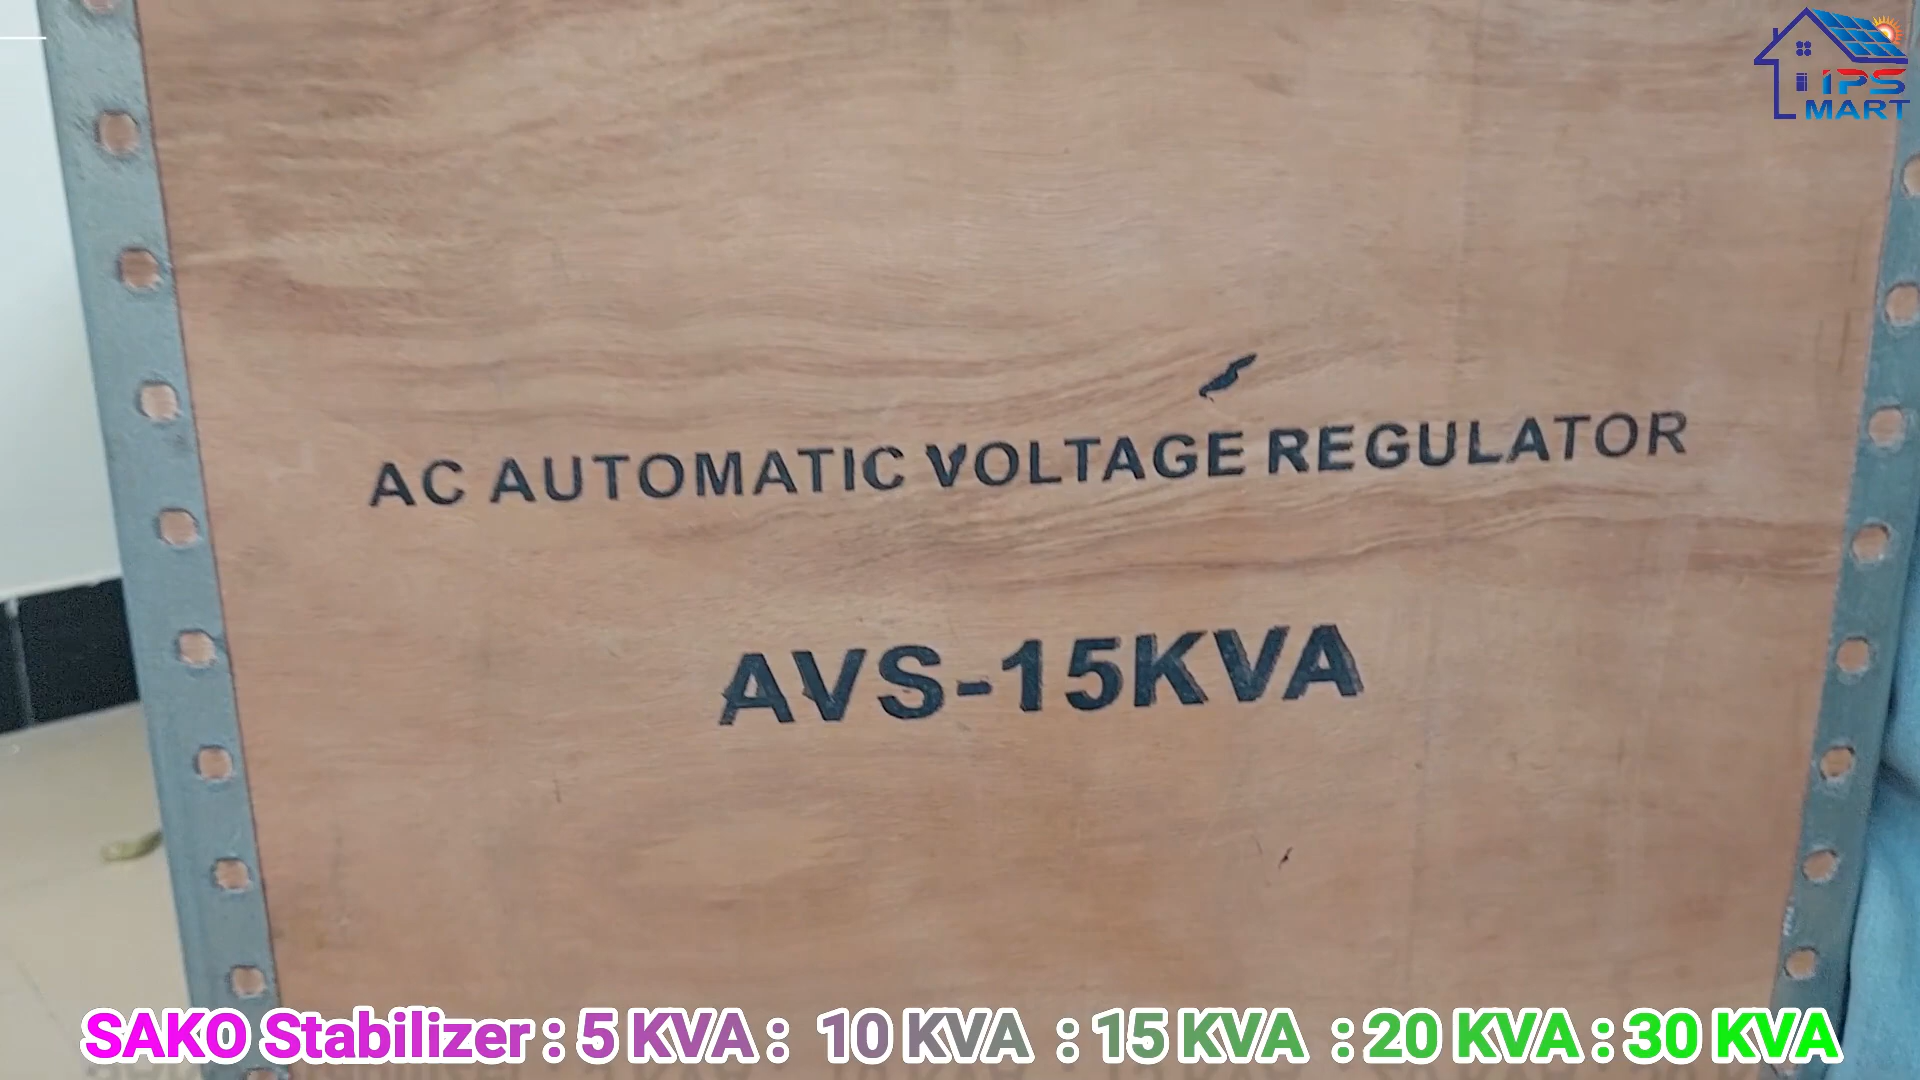 IPS
MART
AC AUTOMATIC VOLTAGE REGULATOR
AVS-15KVA
SAKO Stabilizer : 5 KVA : 10 KVA : 15 KVA : 20 KVA : 30 KVA